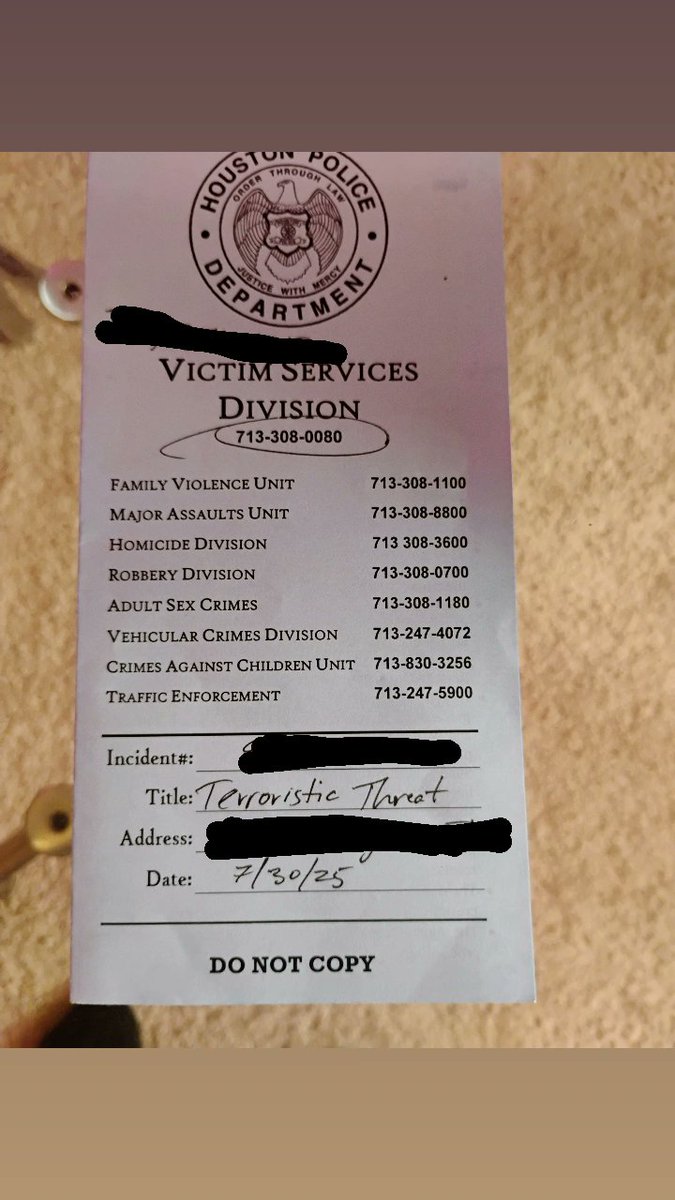 HOUSTON POLICE
ORDER THROUGH LAW
JUSTICE WITH MERCY
DEPARTMENT
VICTIM SERVICES
DIVISION
713-308-0080
FAMILY VIOLENCE UNIT 713-308-1100
MAJOR ASSAULTS UNIT 713-308-8800
HOMICIDE DIVISION 713 308-3600
ROBBERY DIVISION 713-308-0700
ADULT SEX CRIMES 713-308-1180
VEHICULAR CRIMES DIVISION 713-247-4072
CRIMES AGAINST CHILDREN UNIT 713-830-3256
TRAFFIC ENFORCEMENT 713-247-5900
Incident#:
Title: Terroristic Threat
Address:
Date: 7/30/25
DO NOT COPY